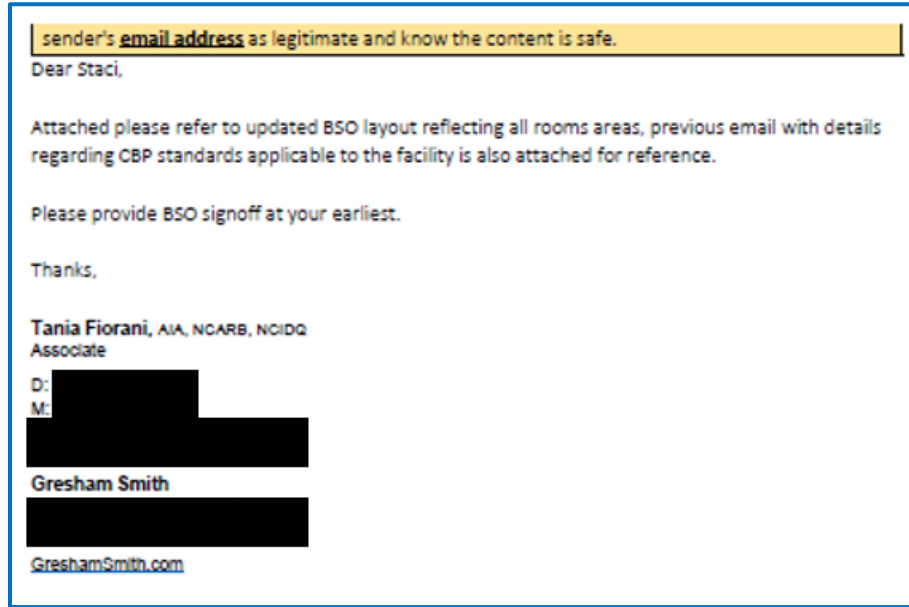 sender's email address as legitimate and know the content is safe.
Dear Staci,
Attached please refer to updated BSO layout reflecting all rooms areas, previous email with details
regarding CBP standards applicable to the facility is also attached for reference.
Please provide BSO signoff at your earliest.
Thanks,
Tania Fiorani, AIA, NCARB, NCIDQ
Associate
D:
M:
Gresham Smith
GreshamSmith.com